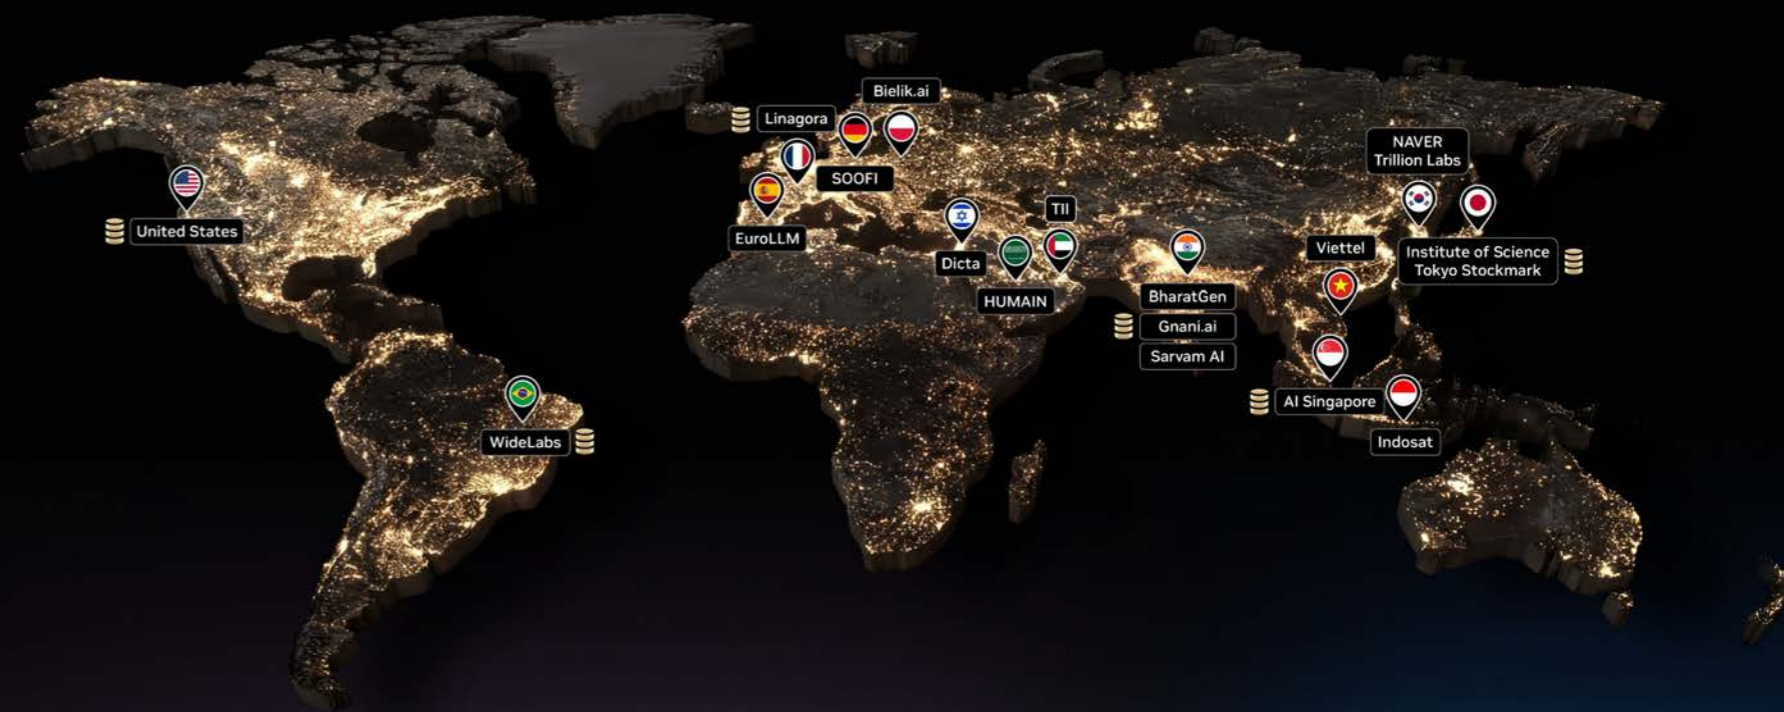 Bielik.ai
Linagora
SOOFI
EuroLLM
United States
WideLabs
Dicta
HUMAIN
TII
BharatGen
Gnani.ai
Sarvam AI
NAVER
Trillion Labs
Institute of Science
Tokyo Stockmark
Viettel
AI Singapore
Indosat